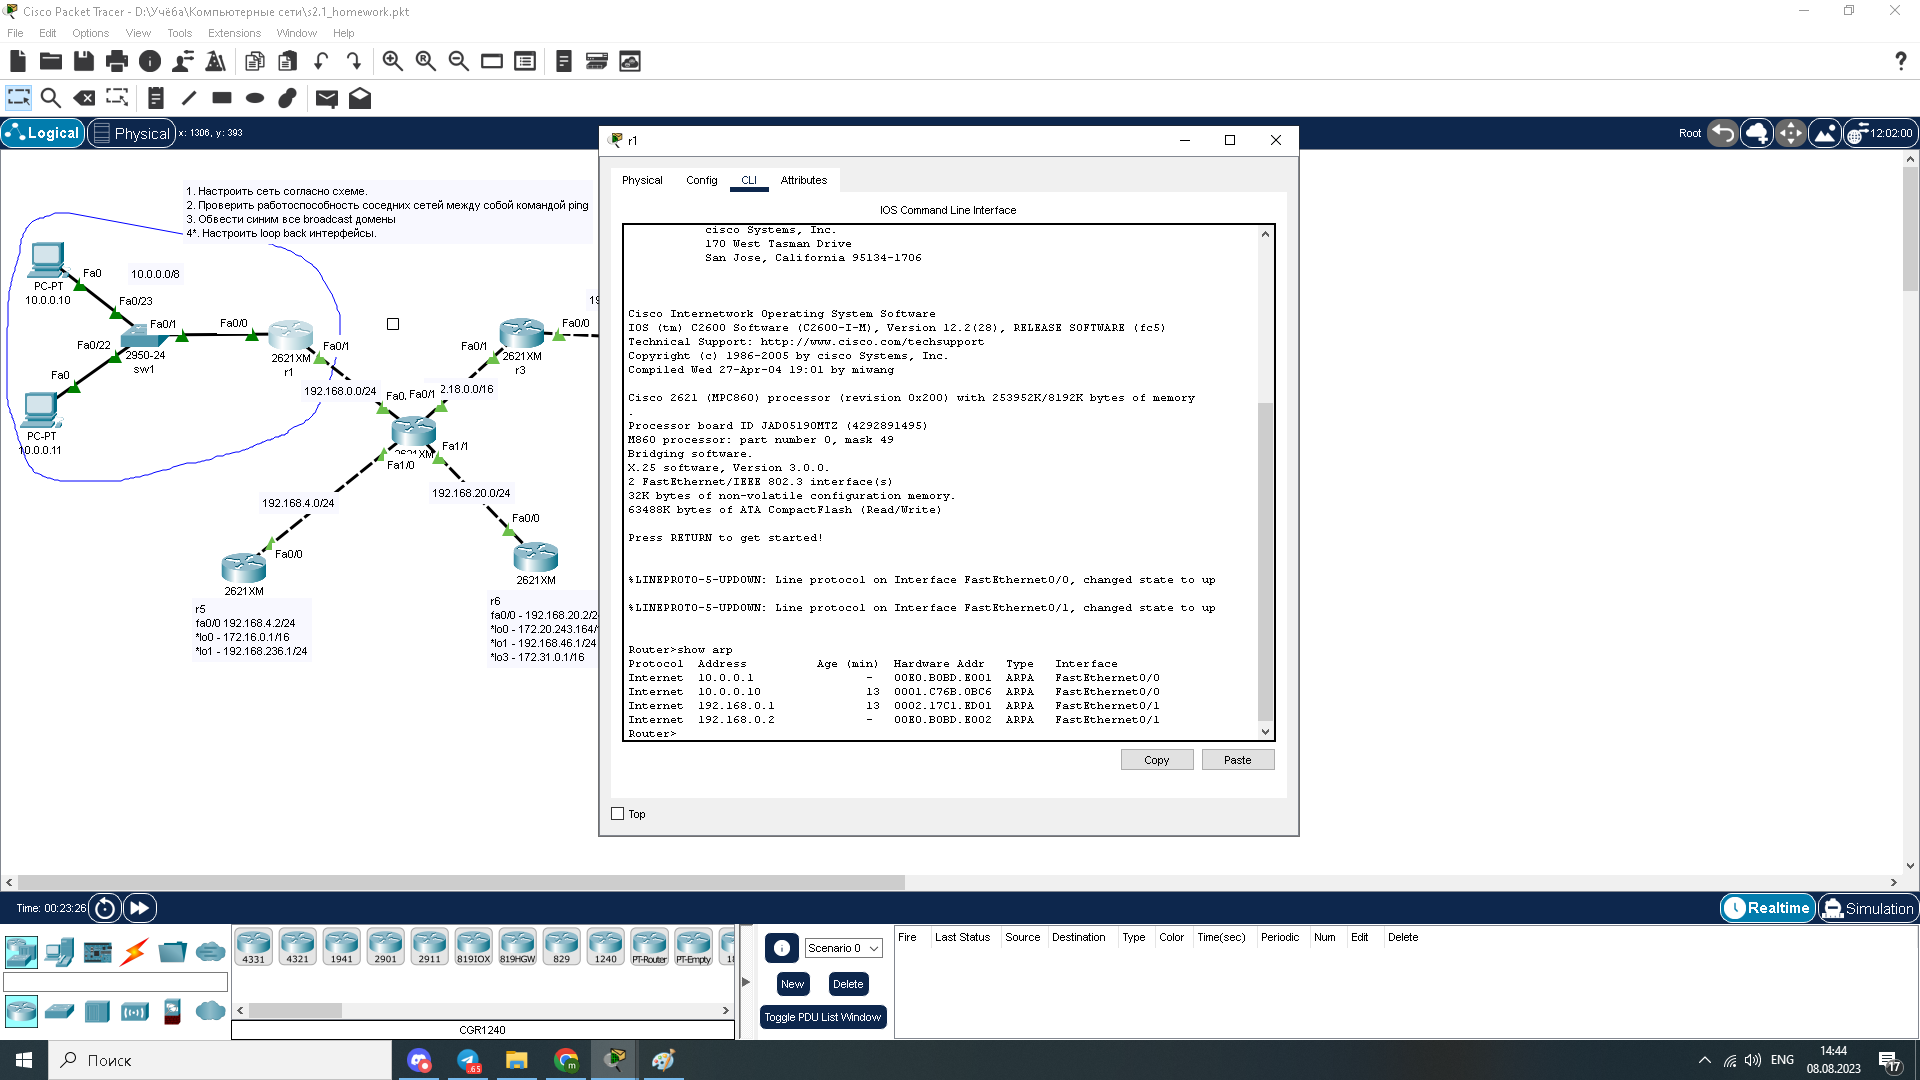 Cisco Packet Tracer - D:\Учёба\Компьютерные сети\s2.1_homework.pkt
File Edit Options View Tools Extensions Window Help
Logical Physical x: 1306, y: 393
Root 12:02:00
1. Настроить сеть согласно схеме.
2. Проверить работоспособность соседних сетей между собой командой ping
3. Обвести синим все broadcast домены
4*. Настроить loop back интерфейсы.
PC-PT
10.0.0.10
Fa0
10.0.0.0/8
Fa0/23
Fa0/1
Fa0/0
Fa0/22
2950-24
sw1
Fa0
PC-PT
10.0.0.11
2621XM
r1
Fa0/1
192.168.0.0/24
Fa0/1
2.18.0.0/16
Fa0/1
2621XM
r3
Fa0/0
2621XM
Fa1/0
Fa1/1
192.168.4.0/24
192.168.20.0/24
Fa0/0
Fa0/0
2621XM
2621XM
r5
fa0/0 192.168.4.2/24
*lo0 - 172.16.0.1/16
*lo1 - 192.168.236.1/24
r6
fa0/0 - 192.168.20.2/2
*lo0 - 172.20.243.164/
*lo1 - 192.168.46.1/24
*lo3 - 172.31.0.1/16
r1
Physical Config CLI Attributes
IOS Command Line Interface
cisco Systems, Inc.
170 West Tasman Drive
San Jose, California 95134-1706
Cisco Internetwork Operating System Software
IOS (tm) C2600 Software (C2600-I-M), Version 12.2(28), RELEASE SOFTWARE (fc5)
Technical Support: http://www.cisco.com/techsupport
Copyright (c) 1986-2005 by cisco Systems, Inc.
Compiled Wed 27-Apr-04 19:01 by miwang
Cisco 2621 (MPC860) processor (revision 0x200) with 253952K/8192K bytes of memory
.
Processor board ID JAD05190MTZ (4292891495)
M860 processor: part number 0, mask 49
Bridging software.
X.25 software, Version 3.0.0.
2 FastEthernet/IEEE 802.3 interface(s)
32K bytes of non-volatile configuration memory.
63488K bytes of ATA CompactFlash (Read/Write)
Press RETURN to get started!
%LINEPROTO-5-UPDOWN: Line protocol on Interface FastEthernet0/0, changed state to up
%LINEPROTO-5-UPDOWN: Line protocol on Interface FastEthernet0/1, changed state to up
Router>show arp
Protocol Address Age (min) Hardware Addr Type Interface
Internet 10.0.0.1 - 00E0.B0BD.E001 ARPA FastEthernet0/0
Internet 10.0.0.10 13 0001.C76B.0BC6 ARPA FastEthernet0/0
Internet 192.168.0.1 13 0002.17C1.ED01 ARPA FastEthernet0/1
Internet 192.168.0.2 - 00E0.B0BD.E002 ARPA FastEthernet0/1
Router>
Copy Paste
Top
Time: 00:23:26
Realtime Simulation
4331 4321 1941 2901 2911 819IOX 819HGW 829 1240 PT-Router PT-Empty
CGR1240
Scenario 0
New Delete
Toggle PDU List Window
Fire Last Status Source Destination Type Color Time(sec) Periodic Num Edit Delete
Поиск
65
ENG
14:44
08.08.2023
17